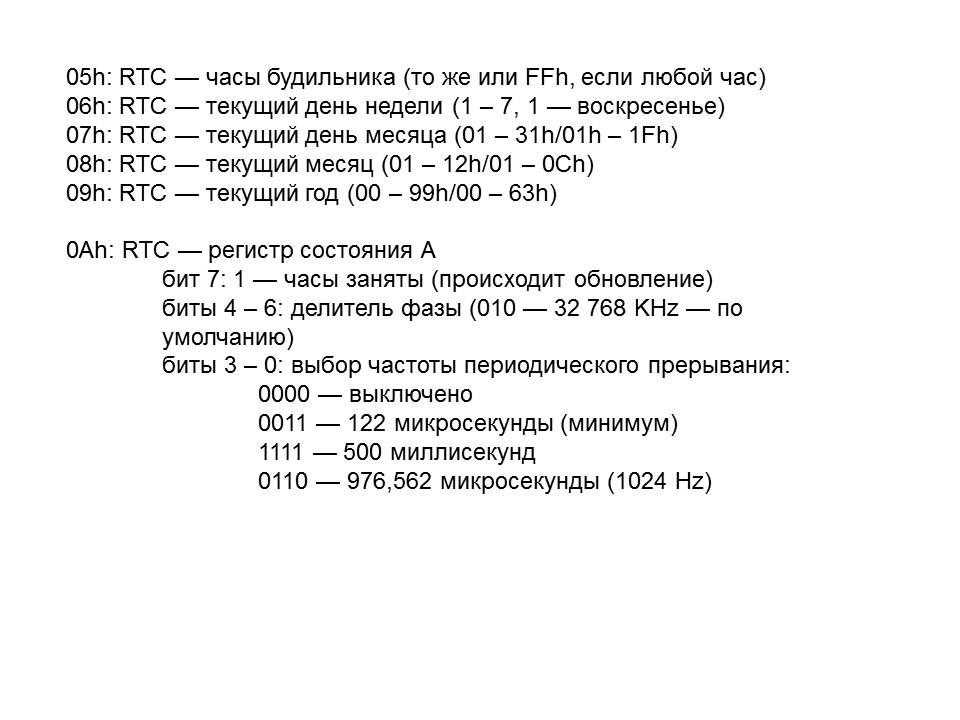 05h: RTC — часы будильника (то же или FFh, если любой час)
06h: RTC — текущий день недели (1 – 7, 1 — воскресенье)
07h: RTC — текущий день месяца (01 – 31h/01h – 1Fh)
08h: RTC — текущий месяц (01 – 12h/01 – 0Ch)
09h: RTC — текущий год (00 – 99h/00 – 63h)
0Ah: RTC — регистр состояния A
бит 7: 1 — часы заняты (происходит обновление)
биты 4 – 6: делитель фазы (010 — 32 768 KHz — по
умолчанию)
биты 3 – 0: выбор частоты периодического прерывания:
0000 — выключено
0011 — 122 микросекунды (минимум)
1111 — 500 миллисекунд
0110 — 976,562 микросекунды (1024 Hz)